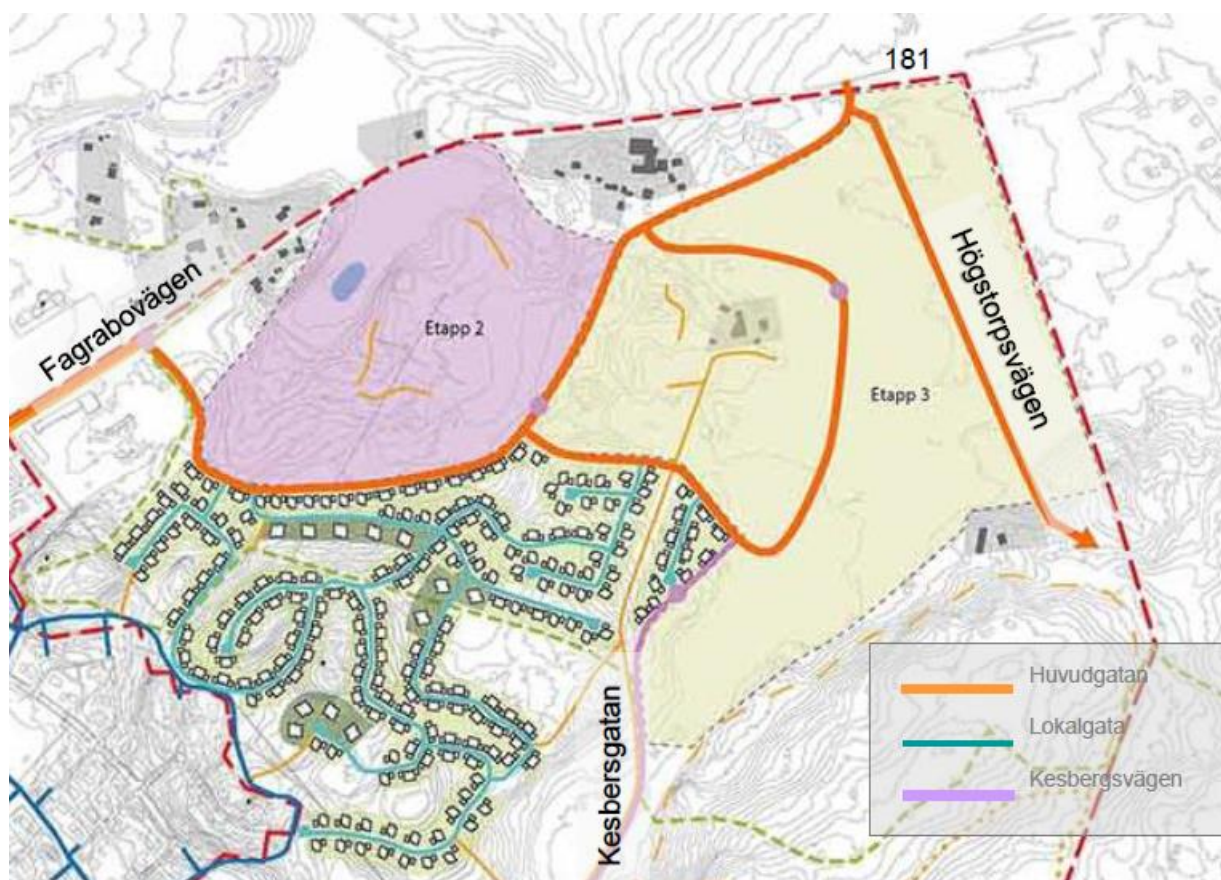 181
Fagrabovägen
Etapp 2
Högstorpsvägen
Etapp 3
Kesbersgatan
Huvudgatan
Lokalgata
Kesbergsvägen